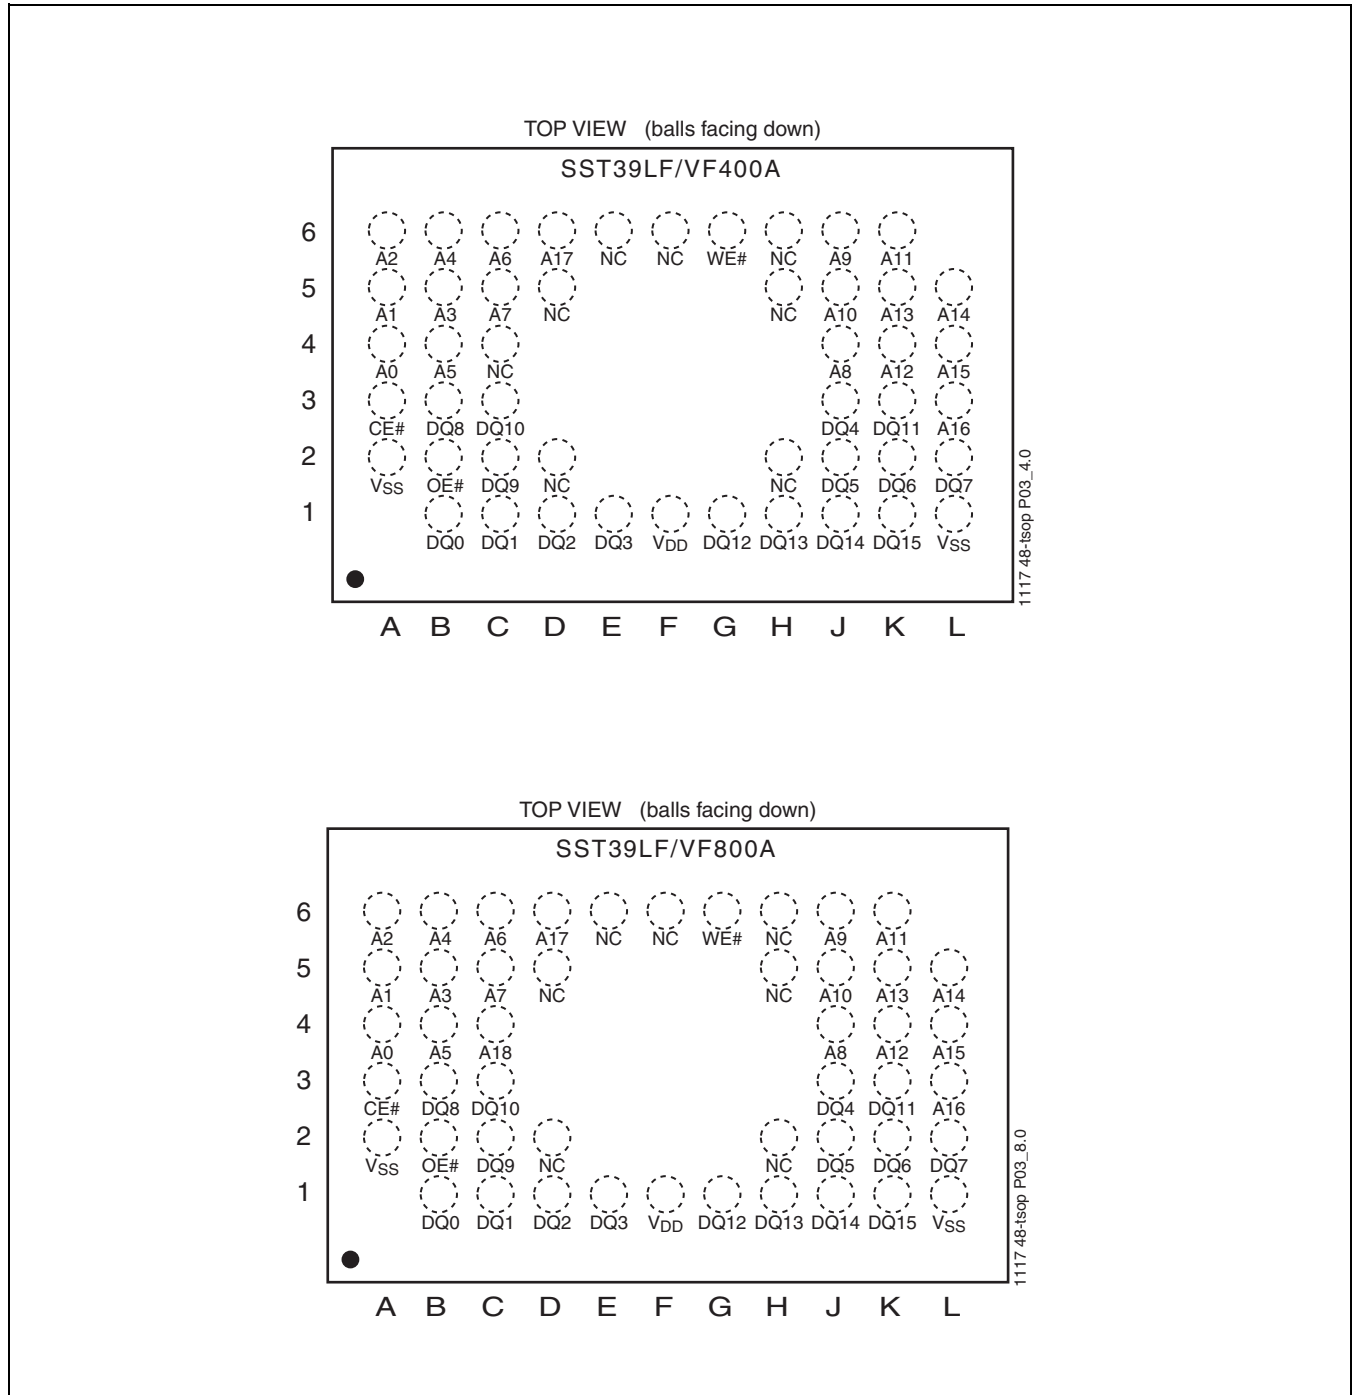 TOP VIEW (balls facing down)
SST39LF/VF400A
6
A2 A4 A6 A17 NC NC WE# NC A9 A11
5
A1 A3 A7 NC NC A10 A13 A14
4
A0 A5 NC A8 A12 A15
3
CE# DQ8 DQ10 DQ4 DQ11 A16
2
VSS OE# DQ9 NC NC DQ5 DQ6 DQ7
1
DQ0 DQ1 DQ2 DQ3 VDD DQ12 DQ13 DQ14 DQ15 VSS
1117 48-tsop P03_4.0
A B C D E F G H J K L
TOP VIEW (balls facing down)
SST39LF/VF800A
6
A2 A4 A6 A17 NC NC WE# NC A9 A11
5
A1 A3 A7 NC NC A10 A13 A14
4
A0 A5 A18 A8 A12 A15
3
CE# DQ8 DQ10 DQ4 DQ11 A16
2
VSS OE# DQ9 NC NC DQ5 DQ6 DQ7
1
DQ0 DQ1 DQ2 DQ3 VDD DQ12 DQ13 DQ14 DQ15 VSS
1117 48-tsop P03_8.0
A B C D E F G H J K L